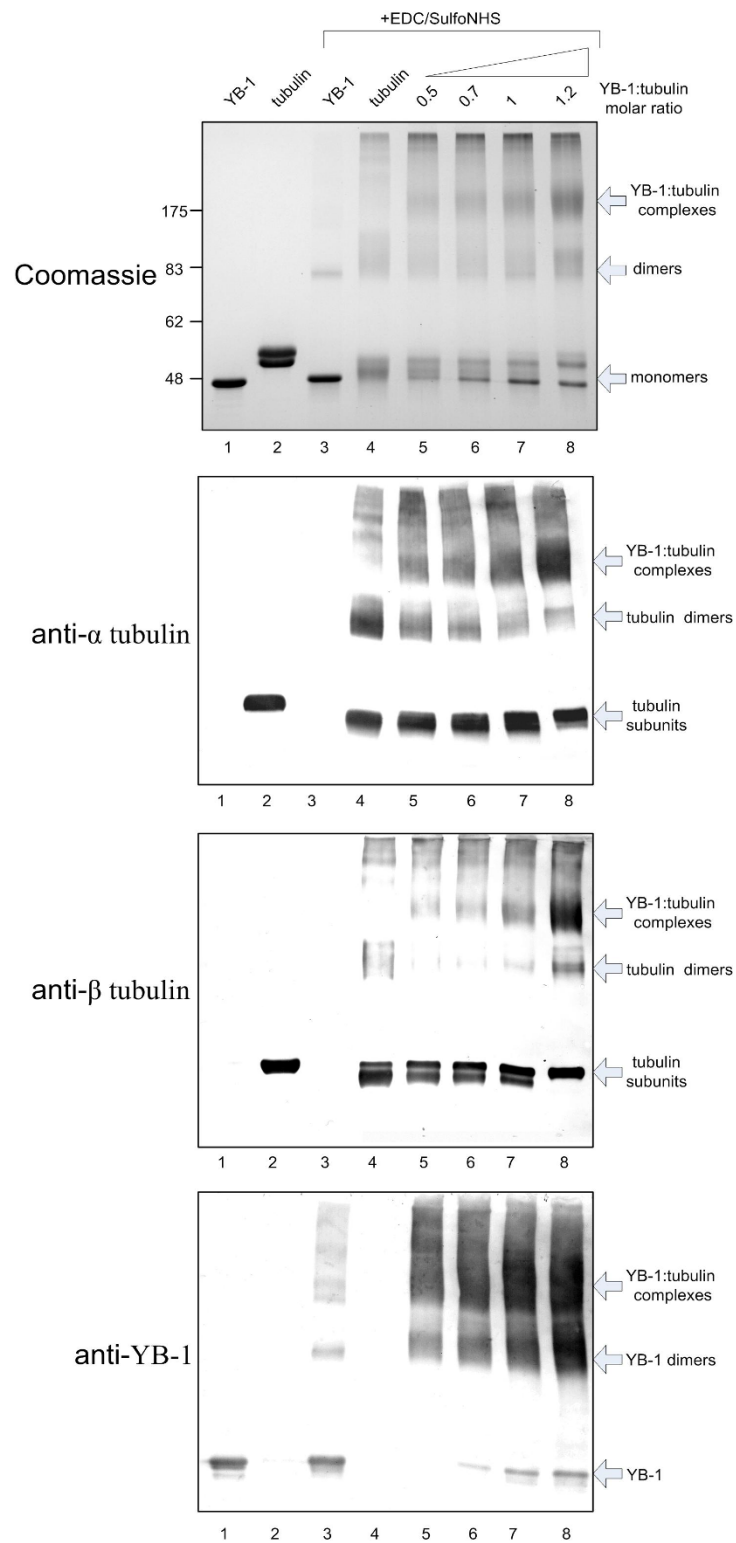 +EDC/SulfoNHS
YB-1 tubulin YB-1 tubulin 0.5 0.7 1 1.2 YB-1:tubulin
molar ratio
Coomassie
175
83
62
48
YB-1:tubulin
complexes
dimers
monomers
1 2 3 4 5 6 7 8
anti-α tubulin
YB-1:tubulin
complexes
tubulin dimers
tubulin
subunits
1 2 3 4 5 6 7 8
anti-β tubulin
YB-1:tubulin
complexes
tubulin dimers
tubulin
subunits
1 2 3 4 5 6 7 8
anti-YB-1
YB-1:tubulin
complexes
YB-1 dimers
YB-1
1 2 3 4 5 6 7 8